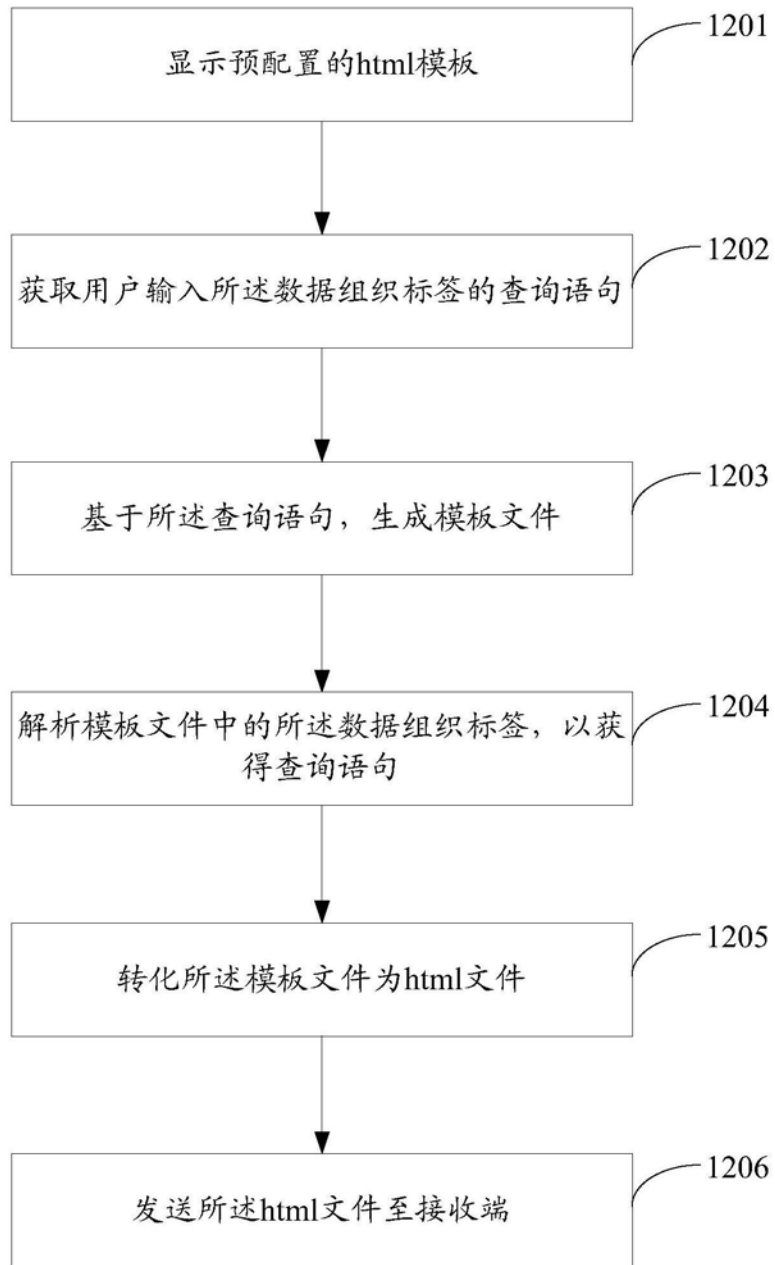 显示预配置的html模板
1201
获取用户输入所述数据组织标签的查询语句
1202
基于所述查询语句，生成模板文件
1203
解析模板文件中的所述数据组织标签，以获
得查询语句
1204
转化所述模板文件为html文件
1205
发送所述html文件至接收端
1206